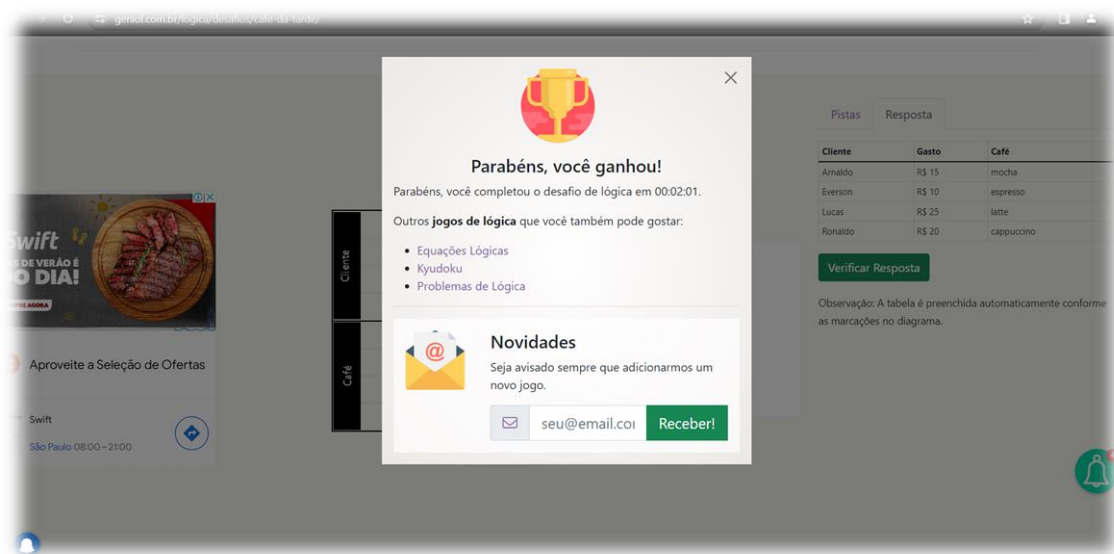 geniol.com.br/logica/desafios/cafe-da-tarde/
Parabéns, você ganhou!
Parabéns, você completou o desafio de lógica em 00:02:01.
Outros jogos de lógica que você também pode gostar:
Equações Lógicas
Kyudoku
Problemas de Lógica
Novidades
Seja avisado sempre que adicionarmos um
novo jogo.
seu@email.co
Receber!
Swift
DE VERÃO É
DIA!
AGORA
Aproveite a Seleção de Ofertas
Swift
São Paulo 08:00 – 21:00
Cliente
Café
Pistas Resposta
Cliente Gasto Café
Arnaldo R$ 15 mocha
Everson R$ 10 espresso
Lucas R$ 25 latte
Ronaldo R$ 20 cappuccino
Verificar Resposta
Observação: A tabela é preenchida automaticamente conforme
as marcações no diagrama.